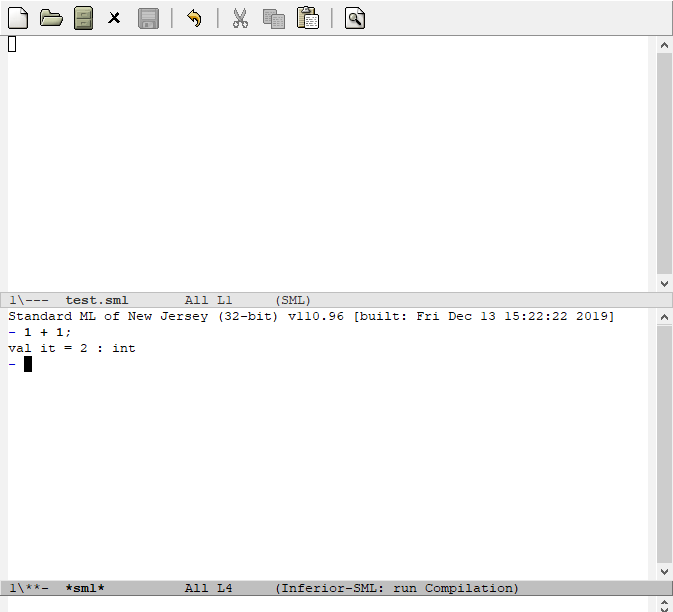 1\--- test.sml All L1 (SML)
Standard ML of New Jersey (32-bit) v110.96 [built: Fri Dec 13 15:22:22 2019]
- 1 + 1;
val it = 2 : int
-
1\**- *sml* All L4 (Inferior-SML: run Compilation)